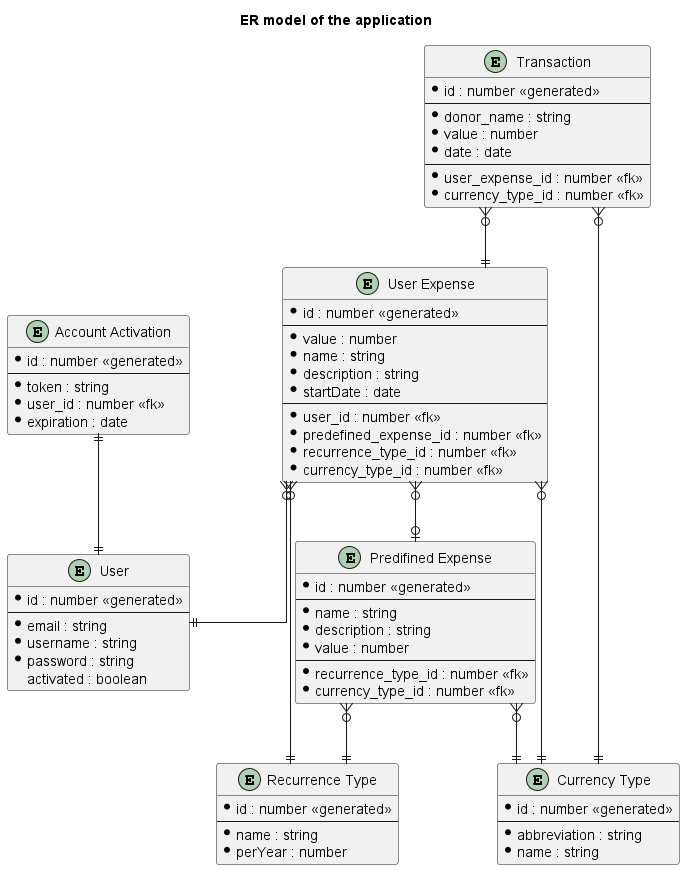 ER model of the application
E Transaction
id : number «generated»
donor_name : string
value : number
date : date
user_expense_id : number «fk»
currency_type_id : number «fk»
E User Expense
id : number «generated»
value : number
name : string
description : string
startDate : date
user_id : number «fk»
predefined_expense_id : number «fk»
recurrence_type_id : number «fk»
currency_type_id : number «fk»
E Account Activation
id : number «generated»
token : string
user_id : number «fk»
expiration : date
E User
id : number «generated»
email : string
username : string
password : string
activated : boolean
E Predifined Expense
id : number «generated»
name : string
description : string
value : number
recurrence_type_id : number «fk»
currency_type_id : number «fk»
E Recurrence Type
id : number «generated»
name : string
perYear : number
E Currency Type
id : number «generated»
abbreviation : string
name : string